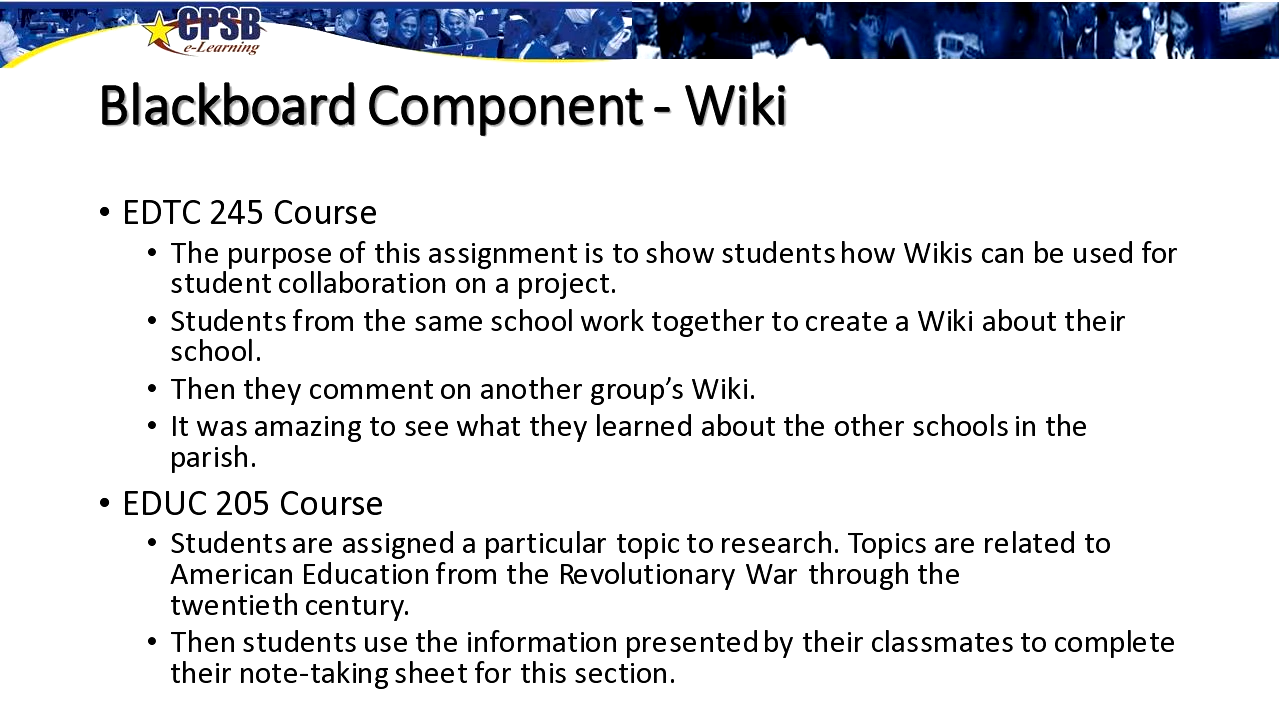 CPSB
e-Learning
Blackboard Component - Wiki
• EDTC 245 Course
• The purpose of this assignment is to show students how Wikis can be used for
student collaboration on a project.
• Students from the same school work together to create a Wiki about their
school.
• Then they comment on another group’s Wiki.
• It was amazing to see what they learned about the other schools in the
parish.
• EDUC 205 Course
• Students are assigned a particular topic to research. Topics are related to
American Education from the Revolutionary War through the
twentieth century.
• Then students use the information presented by their classmates to complete
their note-taking sheet for this section.